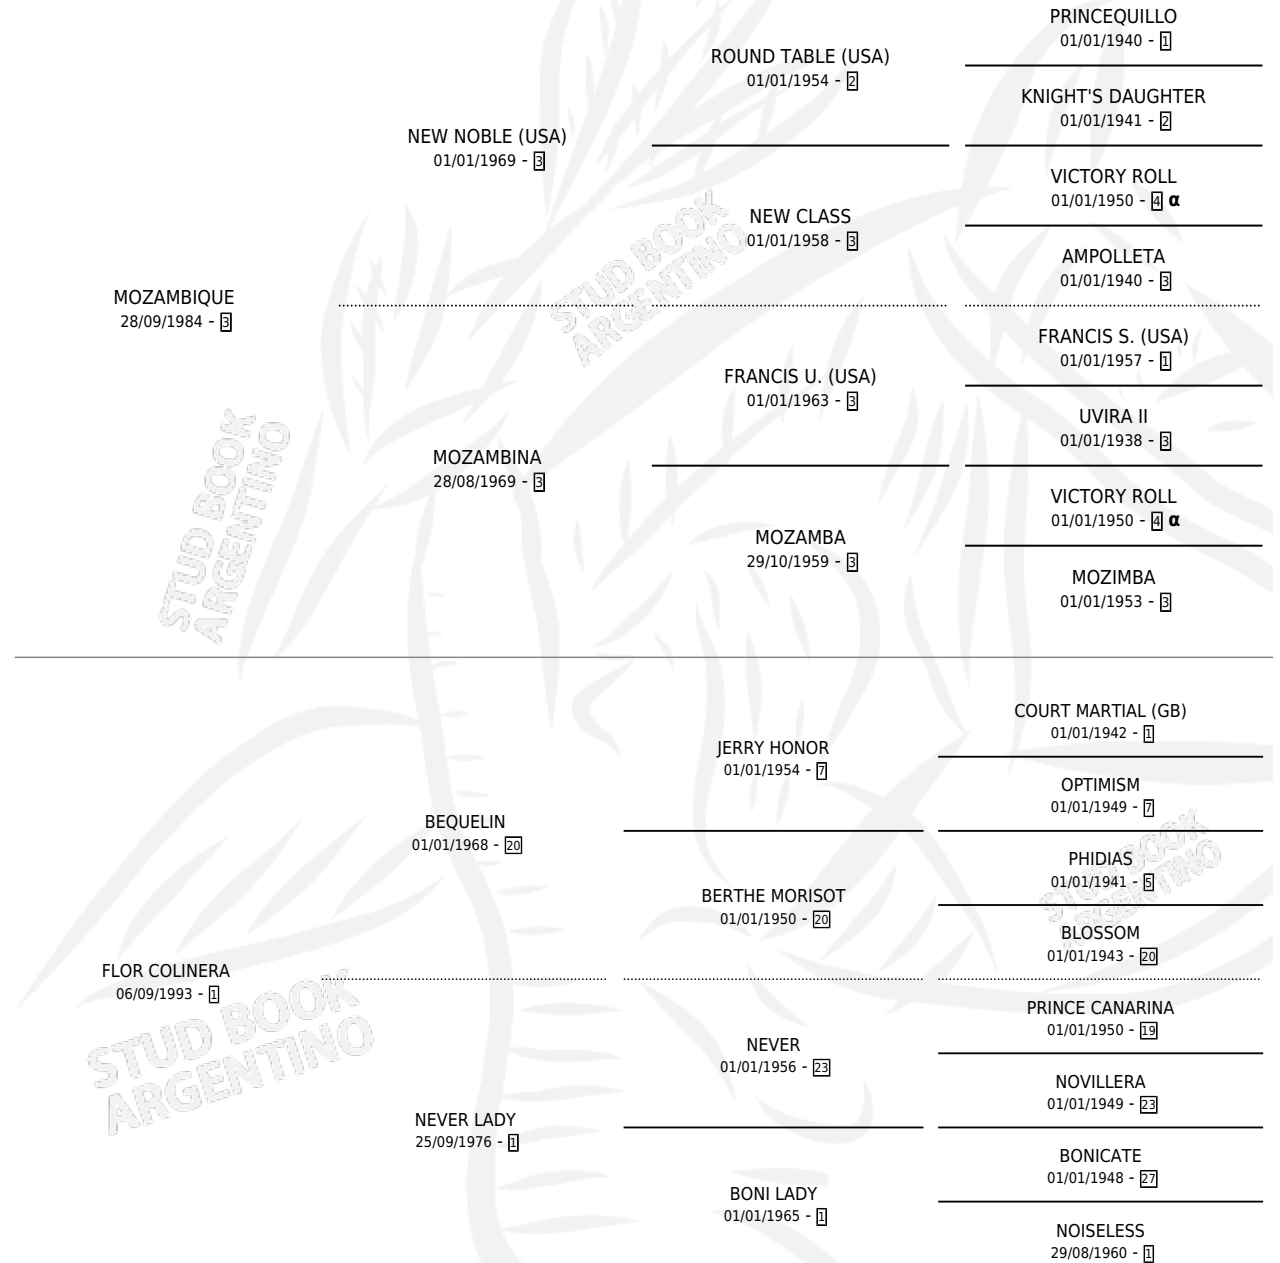 PRINCEQUILLO
01/01/1940 - 1
ROUND TABLE (USA)
01/01/1954 - 2
KNIGHT'S DAUGHTER
01/01/1941 - 2
NEW NOBLE (USA)
01/01/1969 - 3
VICTORY ROLL
01/01/1950 - 4 α
NEW CLASS
01/01/1958 - 3
AMPOLLETA
01/01/1940 - 3
MOZAMBIQUE
28/09/1984 - 3
FRANCIS S. (USA)
01/01/1957 - 1
FRANCIS U. (USA)
01/01/1963 - 3
UVIRA II
01/01/1938 - 3
MOZAMBINA
28/08/1969 - 3
VICTORY ROLL
01/01/1950 - 4 α
MOZAMBA
29/10/1959 - 3
MOZIMBA
01/01/1953 - 3
COURT MARTIAL (GB)
01/01/1942 - 1
JERRY HONOR
01/01/1954 - 7
OPTIMISM
01/01/1949 - 7
BEQUELIN
01/01/1968 - 20
PHIDIAS
01/01/1941 - 5
BERTHE MORISOT
01/01/1950 - 20
BLOSSOM
01/01/1943 - 20
FLOR COLINERA
06/09/1993 - 1
PRINCE CANARINA
01/01/1950 - 19
NEVER
01/01/1956 - 23
NOVILLERA
01/01/1949 - 23
NEVER LADY
25/09/1976 - 1
BONICATE
01/01/1948 - 27
BONI LADY
01/01/1965 - 1
NOISELESS
29/08/1960 - 1
STUD BOOK
ARGENTINO
STUD BOOK
ARGENTINO
STUD BOOK
ARGENTINO
STUD BOOK
ARGENTINO